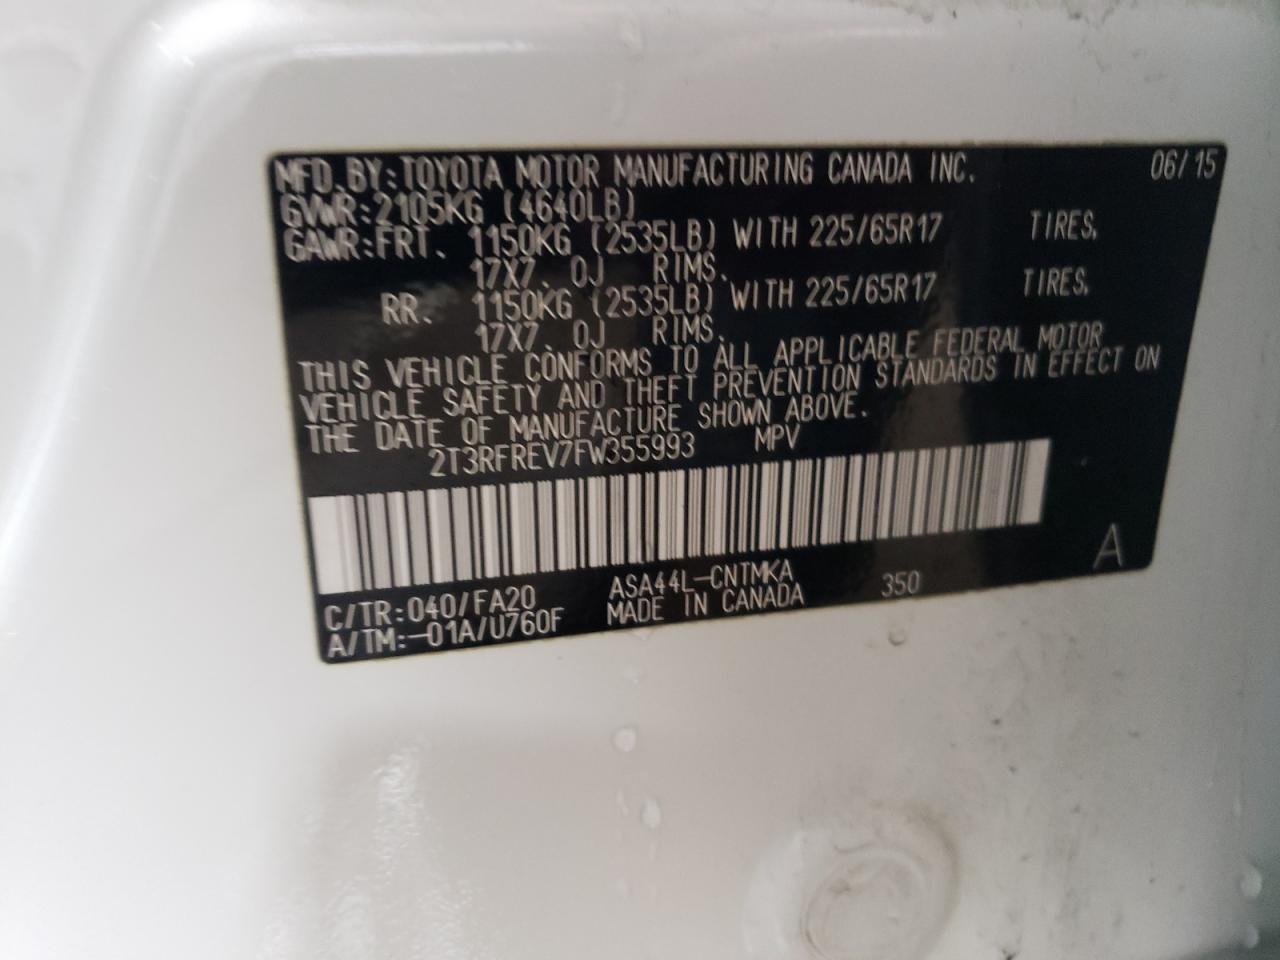 MFD. BY: TOYOTA MOTOR MANUFACTURING CANADA INC. 06/15
GVWR: 2105KG (4640LB)
GAWR: FRT. 1150KG (2535LB) WITH 225/65R17 TIRES,
17X7. 0J RIMS.
RR. 1150KG (2535LB) WITH 225/65R17 TIRES,
17X7. 0J RIMS.
THIS VEHICLE CONFORMS TO ALL APPLICABLE FEDERAL MOTOR
VEHICLE SAFETY AND THEFT PREVENTION STANDARDS IN EFFECT ON
THE DATE OF MANUFACTURE SHOWN ABOVE.
2T3RFREV7FW355993 MPV
C/TR: 040/FA20 ASA44L-CNTMKA 350 A
A/TM:-01A/U760F MADE IN CANADA